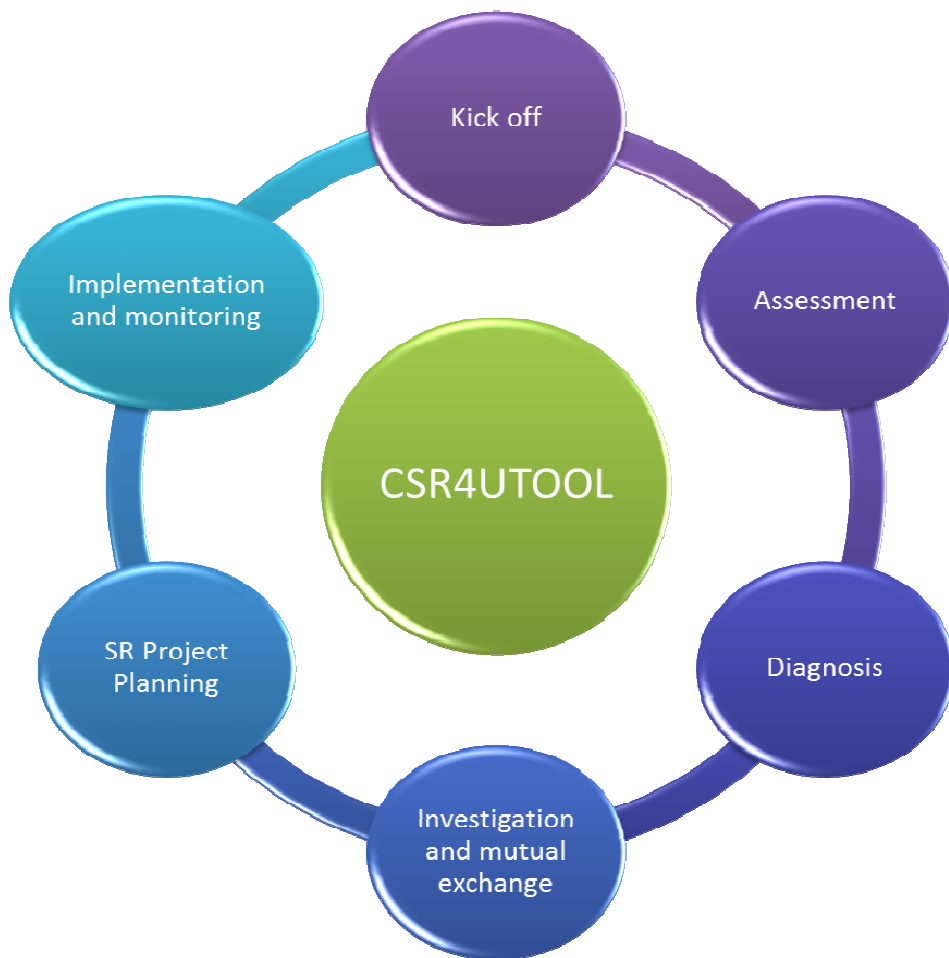 Kick off
Assessment
Diagnosis
Investigation
and mutual
exchange
SR Project
Planning
Implementation
and monitoring
CSR4UTOOL